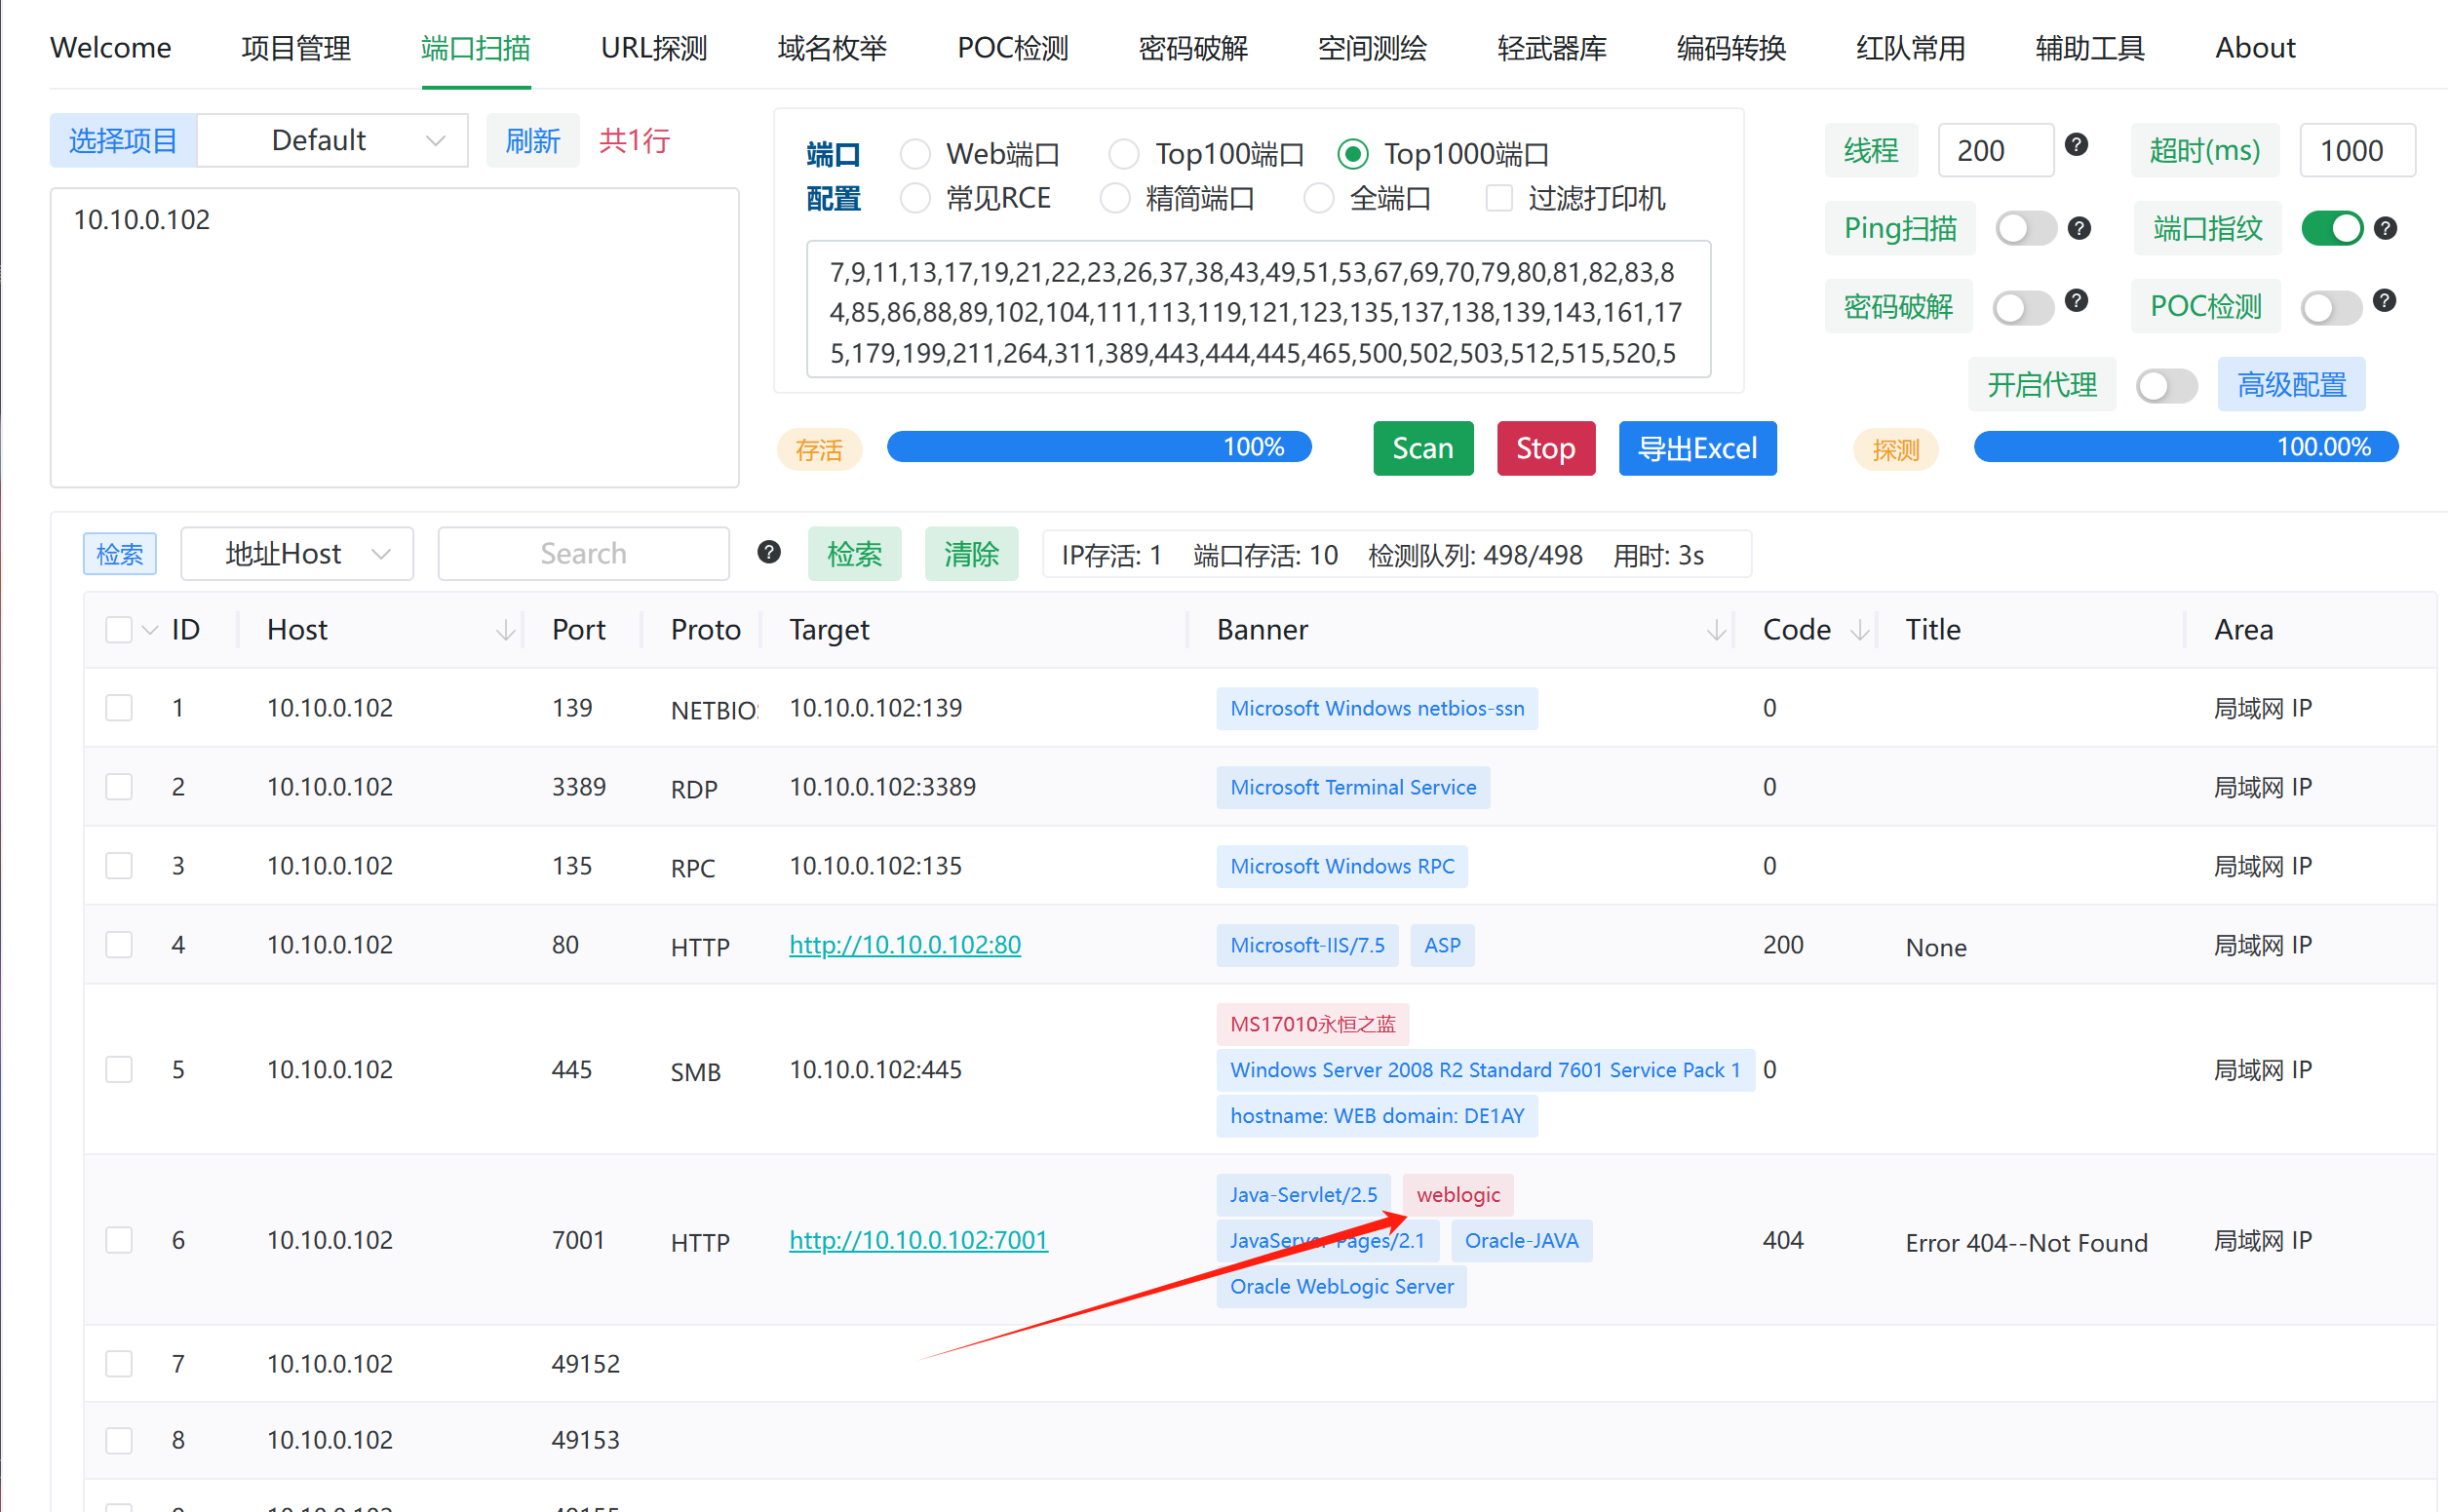 Welcome 项目管理 端口扫描 URL探测 域名枚举 POC检测 密码破解 空间测绘 轻武器库 编码转换 红队常用 辅助工具 About
选择项目 Default 刷新 共1行
10.10.0.102
端口 Web端口 Top100端口 Top1000端口
配置 常见RCE 精简端口 全端口 过滤打印机
7,9,11,13,17,19,21,22,23,26,37,38,43,49,51,53,67,69,70,79,80,81,82,83,8
4,85,86,88,89,102,104,111,113,119,121,123,135,137,138,139,143,161,17
5,179,199,211,264,311,389,443,444,445,465,500,502,503,512,515,520,5
线程 200 超时(ms) 1000
Ping扫描 端口指纹
密码破解 POC检测
开启代理 高级配置
存活 100% Scan Stop 导出Excel 探测 100.00%
检索 地址Host Search 检索 清除 IP存活: 1 端口存活: 10 检测队列: 498/498 用时: 3s
ID Host Port Proto Target Banner Code Title Area
1 10.10.0.102 139 NETBIO 10.10.0.102:139 Microsoft Windows netbios-ssn 0 局域网 IP
2 10.10.0.102 3389 RDP 10.10.0.102:3389 Microsoft Terminal Service 0 局域网 IP
3 10.10.0.102 135 RPC 10.10.0.102:135 Microsoft Windows RPC 0 局域网 IP
4 10.10.0.102 80 HTTP http://10.10.0.102:80 Microsoft-IIS/7.5 ASP 200 None 局域网 IP
MS17010永恒之蓝
5 10.10.0.102 445 SMB 10.10.0.102:445 Windows Server 2008 R2 Standard 7601 Service Pack 1 0 局域网 IP
hostname: WEB domain: DE1AY
Java-Servlet/2.5 weblogic
6 10.10.0.102 7001 HTTP http://10.10.0.102:7001 JavaServer Pages/2.1 Oracle-JAVA 404 Error 404--Not Found 局域网 IP
Oracle WebLogic Server
7 10.10.0.102 49152
8 10.10.0.102 49153